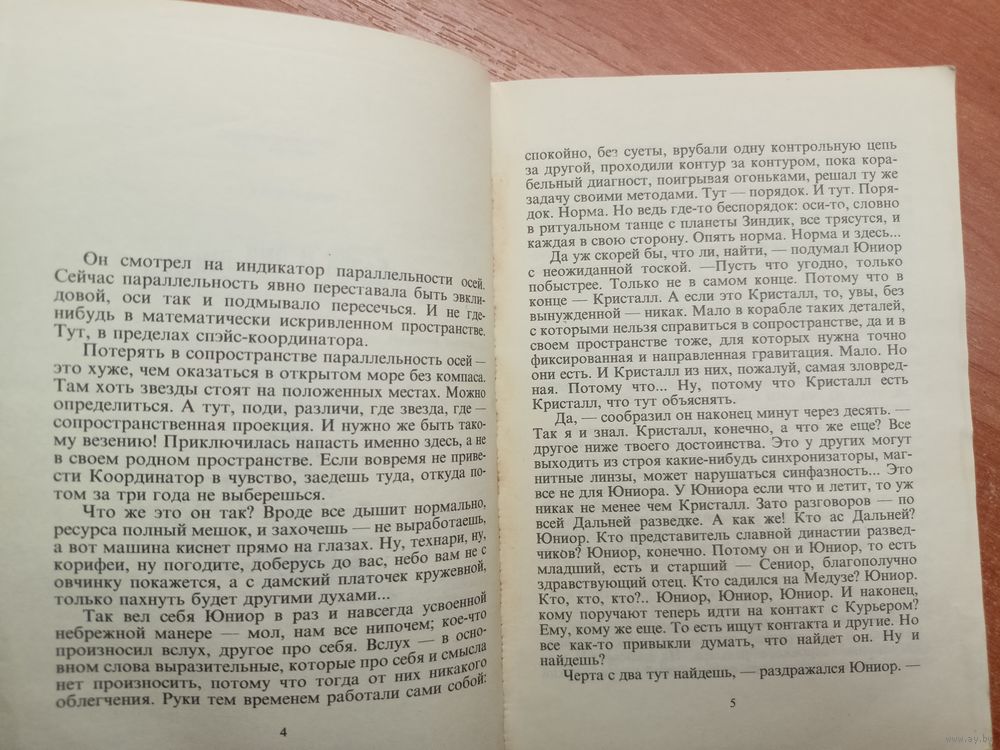 Он смотрел на индикатор параллельности осей.
Сейчас параллельность явно переставала быть эвкли-
довой, оси так и подмывало пересечься. И не где-
нибудь в математически искривленном пространстве.
Тут, в пределах спэйс-координатора.
Потерять в сопространстве параллельность осей —
это хуже, чем оказаться в открытом море без компаса.
Там хоть звезды стоят на положенных местах. Можно
определиться. А тут, поди, различи, где звезда, где —
сопространственная проекция. И нужно же быть тако-
му везению! Приключилась напасть именно здесь, а не
в своем родном пространстве. Если вовремя не приве-
сти Координатор в чувство, заедешь туда, откуда по-
том за три года не выберешься.
Что же это он так? Вроде все дышит нормально,
ресурса полный мешок, и захочешь — не выработаешь,
а вот машина киснет прямо на глазах. Ну, технари, ну,
корифеи, ну погодите, доберусь до вас, небо вам не с
овчинку покажется, а с дамский платочек кружевной,
только пахнуть будет другими духами...
Так вел себя Юниор в раз и навсегда усвоенной
небрежной манере — мол, нам все нипочем; кое-что
произносил вслух, другое про себя. Вслух — в осно-
вном слова выразительные, которые про себя и смысла
нет произносить, потому что тогда от них никакого
облегчения. Руки тем временем работали сами собой:
4
спокойно, без суеты, врубали одну контрольную цепь
за другой, проходили контур за контуром, пока кора-
бельный диагност, поигрывая огоньками, решал ту же
задачу своими методами. Тут — порядок. И тут. Поря-
док. Норма. Но ведь где-то беспорядок: оси-то, словно
в ритуальном танце с планеты Зиндик, все трясутся, и
каждая в свою сторону. Опять норма. Норма и здесь...
Да уж скорей бы, что ли, найти, — подумал Юниор
с неожиданной тоской. —Пусть что угодно, только
побыстрее. Только не в самом конце. Потому что в
конце — Кристалл. А если это Кристалл, то, увы, без
вынужденной — никак. Мало в корабле таких деталей,
с которыми нельзя справиться в сопространстве, да и в
своем пространстве тоже, для которых нужна точно
фиксированная и направленная гравитация. Мало. Но
они есть. И Кристалл из них, пожалуй, самая зловред-
ная. Потому что... Ну, потому что Кристалл есть
Кристалл, что тут объяснять.
Да, — сообразил он наконец минут через десять. —
Так я и знал. Кристалл, конечно, а что же еще? Все
другое ниже твоего достоинства. Это у других могут
выходить из строя какие-нибудь синхронизаторы, маг-
нитные линзы, может нарушаться синфазность... Это
все не для Юниора. У Юниора если что и летит, то уж
никак не менее чем Кристалл. Зато разговоров — по
всей Дальней разведке. А как же! Кто ас Дальней?
Юниор. Кто представитель славной династии развед-
чиков? Юниор, конечно. Потому он и Юниор, то есть
младший, есть и старший — Сениор, благополучно
здравствующий отец. Кто садился на Медузе? Юниор.
Кто, кто, кто?.. Юниор, Юниор, Юниор. И наконец,
кому поручают теперь идти на контакт с Курьером?
Ему, кому же еще. То есть ищут контакта и другие. Но
все как-то привыкли думать, что найдет он. Ну и
найдешь?
Черта с два тут найдешь, — раздражался Юниор. —
5
www.ay.by